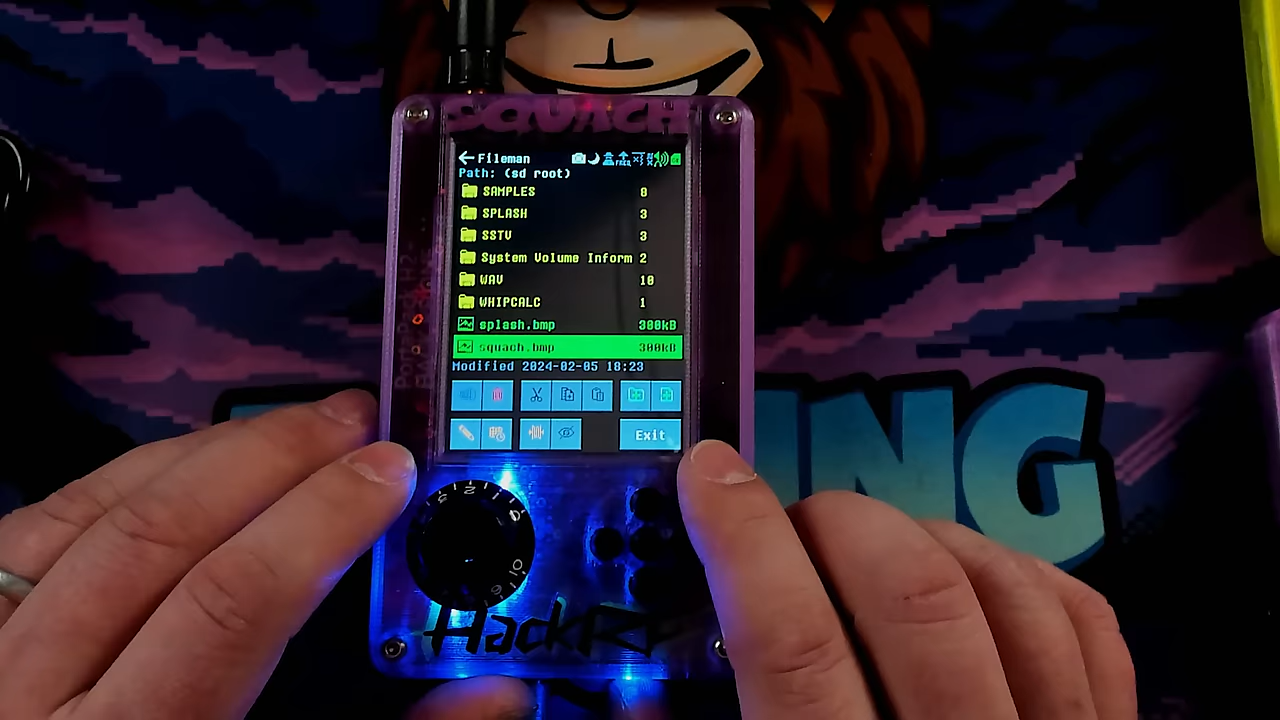 SQUACH
Fileman
Path: (sd root)
SAMPLES 8
SPLASH 3
SSTV 3
System Volume Inform 2
WAV 10
WHIPCALC 1
splash.bmp 300kB
squach.bmp 300kB
Modified 2024-02-05 18:23
Exit
ING
HackRF